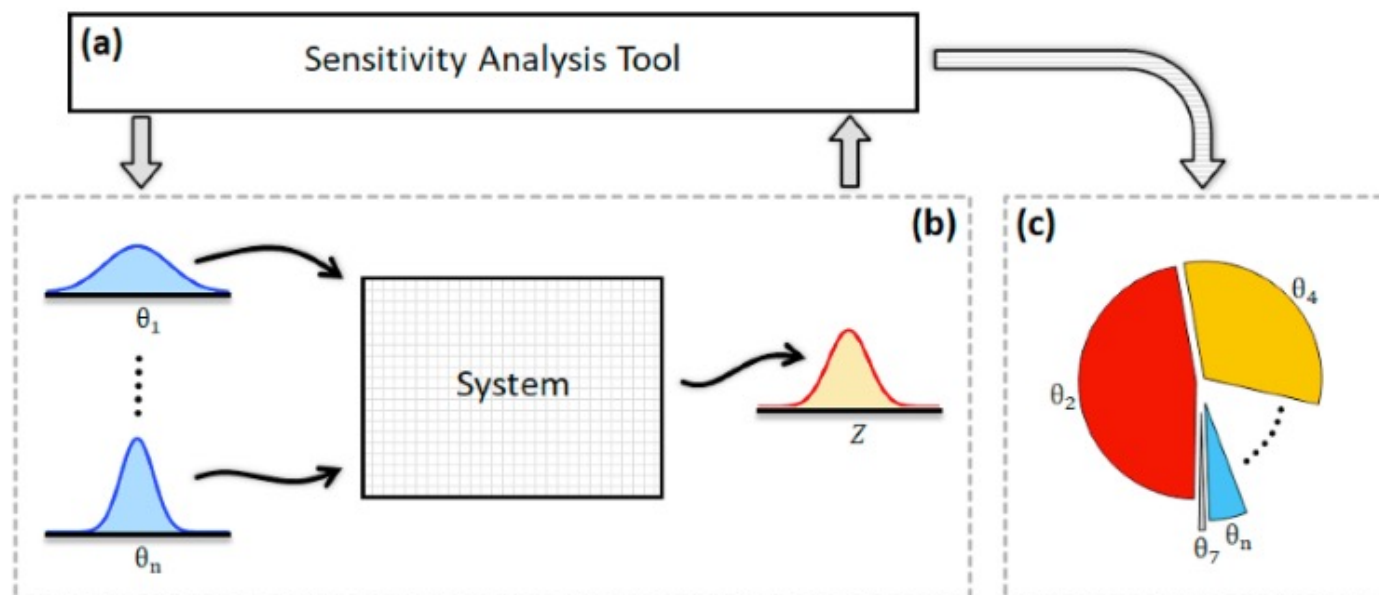 (a)
Sensitivity Analysis Tool
(b)
θ₁
System
Z
θₙ
(c)
θ₄
θ₂
θ₇
θₙ